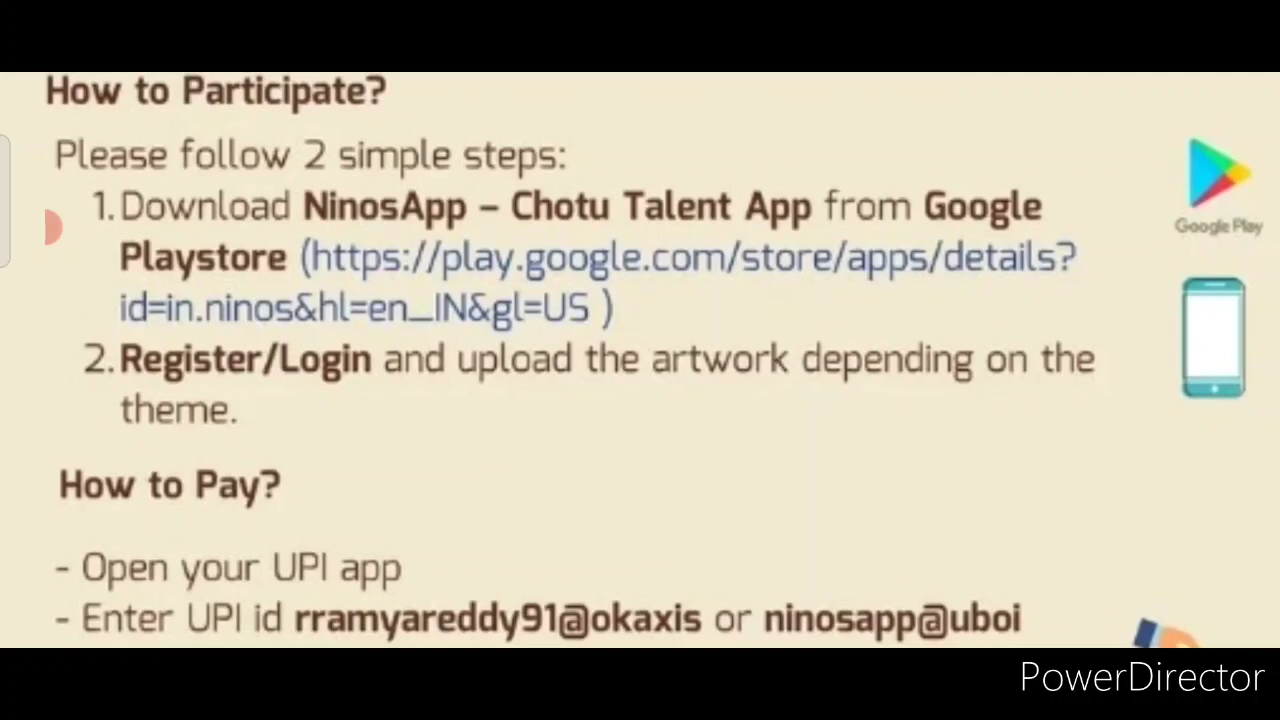 How to Participate?
Please follow 2 simple steps:
1. Download NinosApp – Chotu Talent App from Google
Playstore (https://play.google.com/store/apps/details?
id=in.ninos&hl=en_IN&gl=US )
Google Play
2. Register/Login and upload the artwork depending on the
theme.
How to Pay?
- Open your UPI app
- Enter UPI id rramyareddy91@okaxis or ninosapp@uboi
PowerDirector